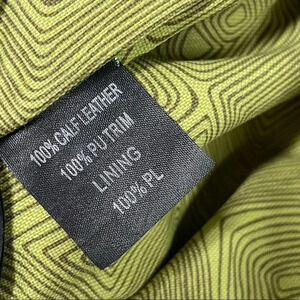 100% CALF LEATHER
100% PU TRIM
LINING
100% PL